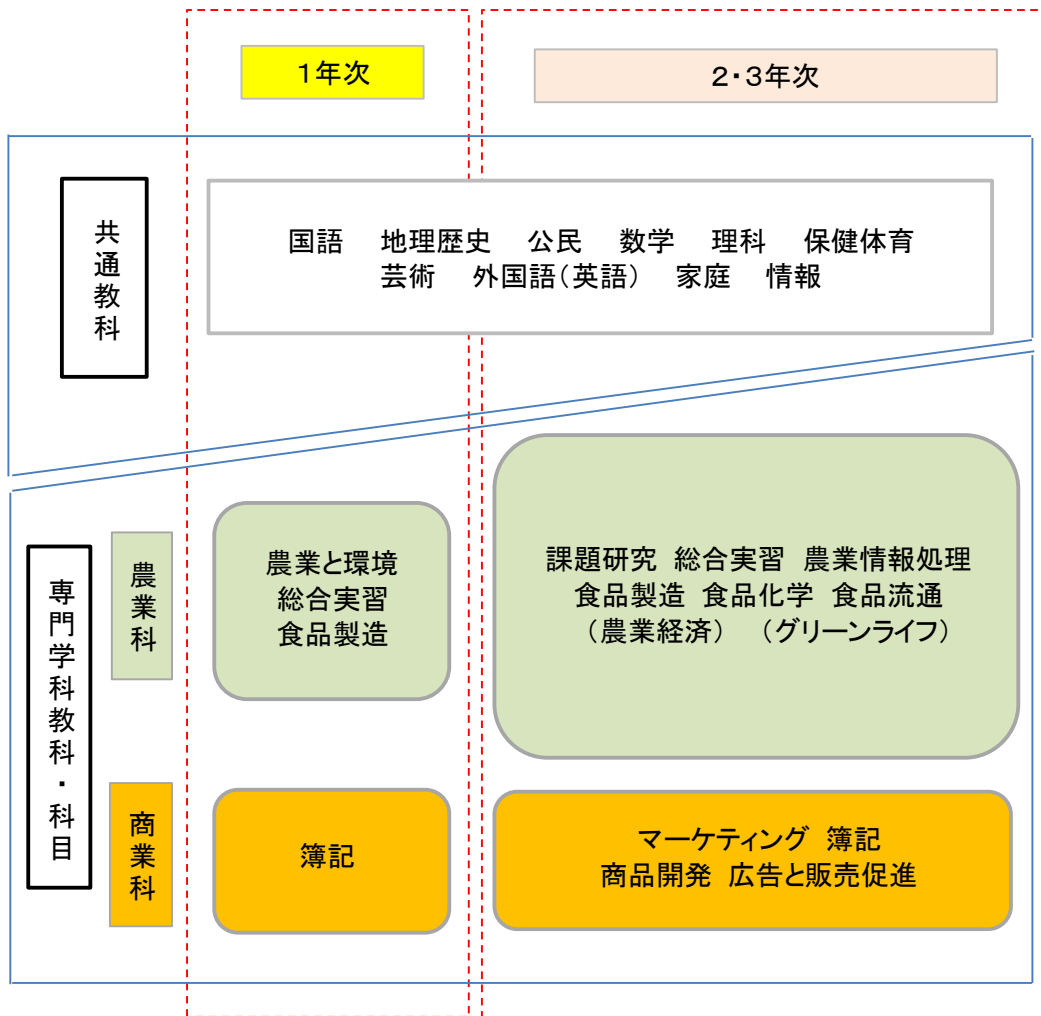 1年次
2・3年次
共通教科
国語 地理歴史 公民 数学 理科 保健体育
芸術 外国語(英語) 家庭 情報
専門学科教科・科目
農業科
農業と環境
総合実習
食品製造
課題研究 総合実習 農業情報処理
食品製造 食品化学 食品流通
(農業経済) (グリーンライフ)
商業科
簿記
マーケティング 簿記
商品開発 広告と販売促進